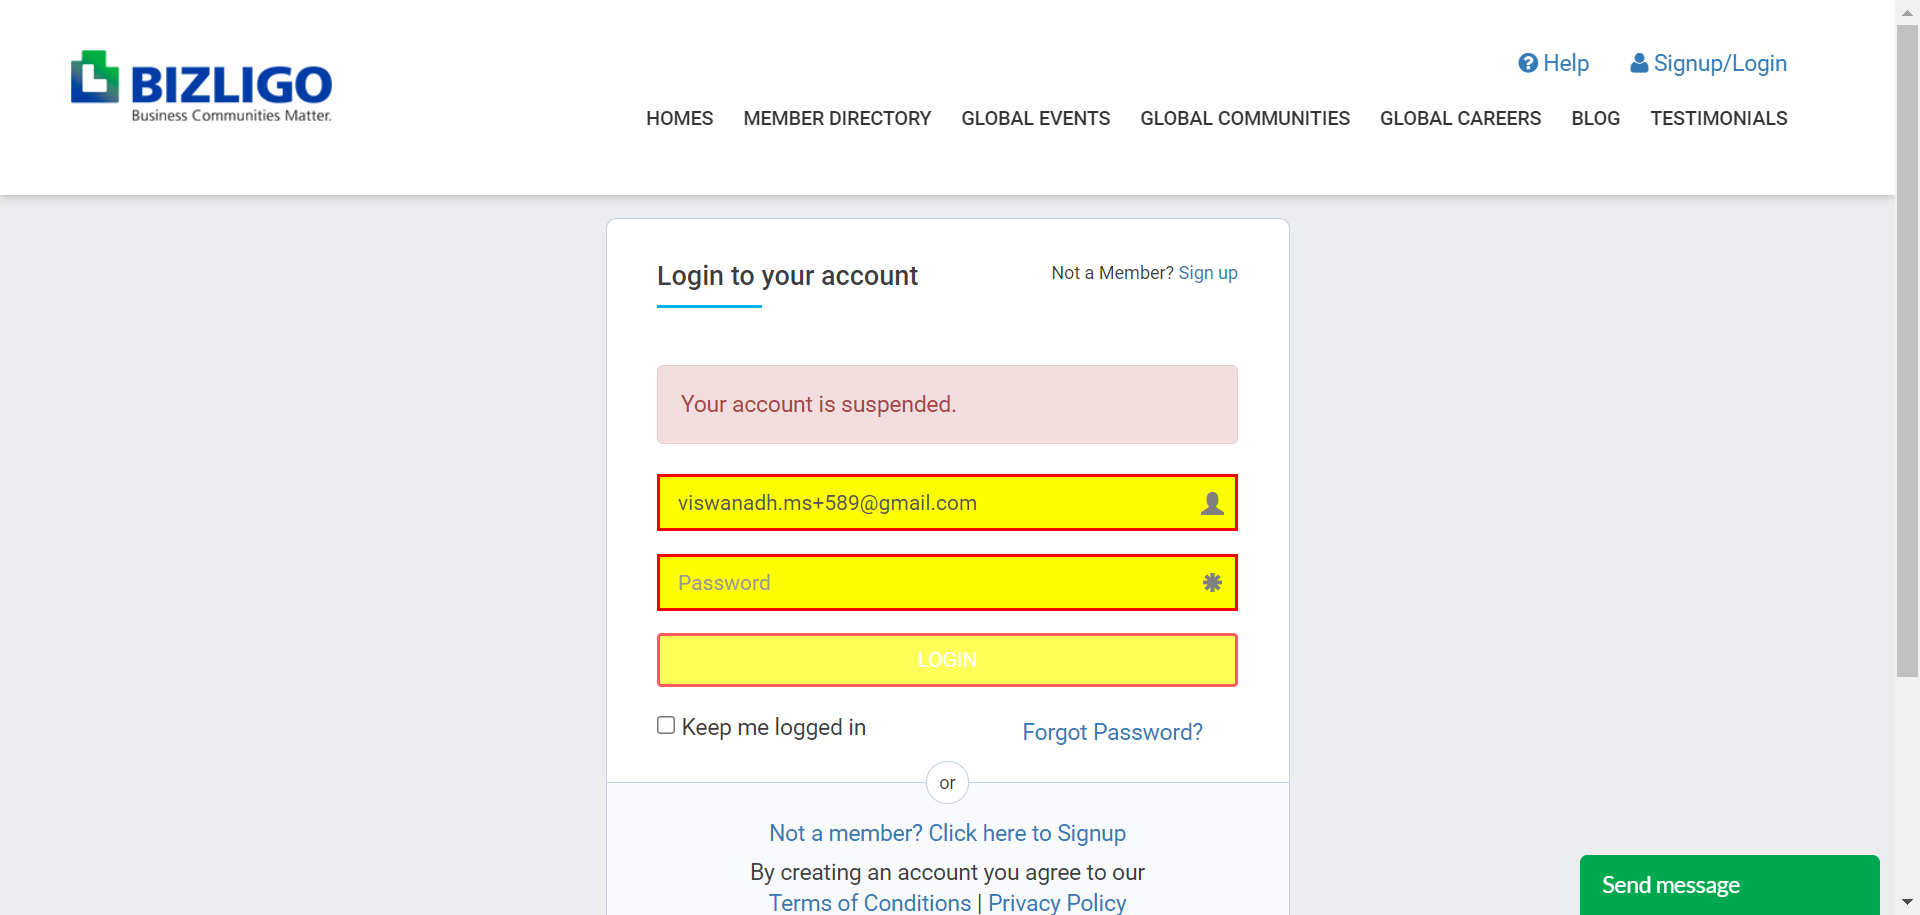 BIZLIGO
Business Communities Matter.
Help
Signup/Login
HOMES MEMBER DIRECTORY GLOBAL EVENTS GLOBAL COMMUNITIES GLOBAL CAREERS BLOG TESTIMONIALS
Login to your account
Not a Member? Sign up
Your account is suspended.
viswanadh.ms+589@gmail.com
Password
LOGIN
Keep me logged in
Forgot Password?
or
Not a member? Click here to Signup
By creating an account you agree to our
Terms of Conditions | Privacy Policy
Send message